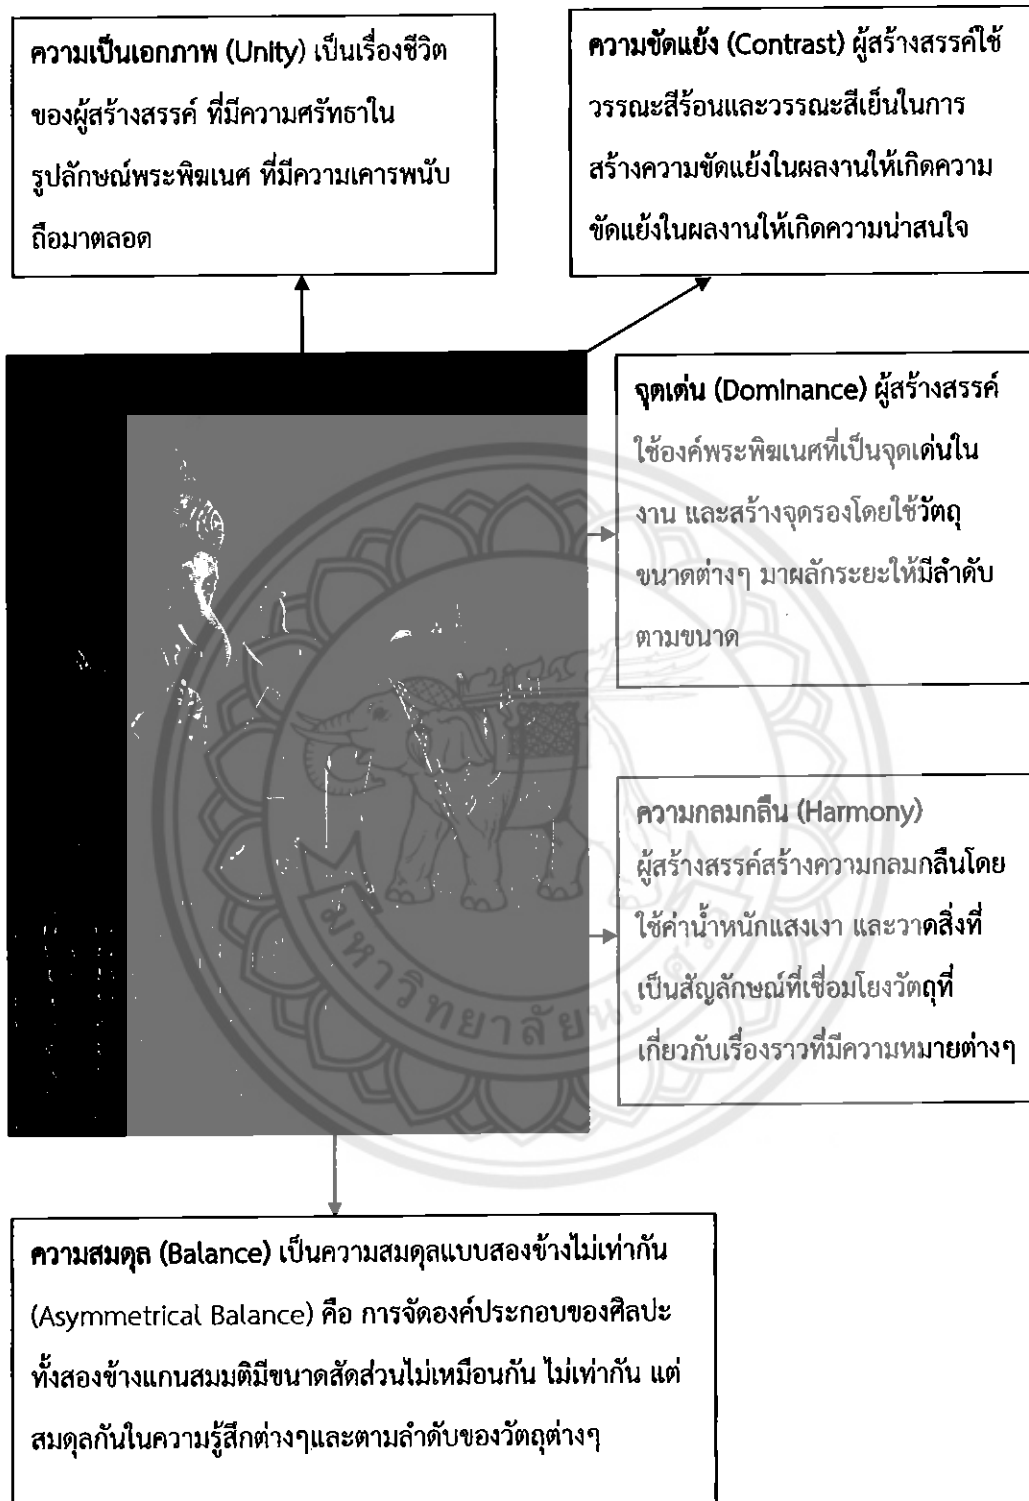 ความเป็นเอกภาพ (Unity) เป็นเรื่องชีวิต
ของผู้สร้างสรรค์ ที่มีความศรัทธาใน
รูปลักษณ์พระพิฆเนศ ที่มีความเคารพนับ
ถือมาตลอด
ความขัดแย้ง (Contrast) ผู้สร้างสรรค์ใช้
วรรณะสีร้อนและวรรณะสีเย็นในการ
สร้างความขัดแย้งในผลงานให้เกิดความ
ขัดแย้งในผลงานให้เกิดความน่าสนใจ
จุดเด่น (Dominance) ผู้สร้างสรรค์
ใช้องค์พระพิฆเนศที่เป็นจุดเด่นใน
งาน และสร้างจุดรองโดยใช้วัตถุ
ขนาดต่างๆ มาผลักระยะให้มีลำดับ
ตามขนาด
ความกลมกลืน (Harmony)
ผู้สร้างสรรค์สร้างความกลมกลืนโดย
ใช้ค่าน้ำหนักแสงเงา และวาดสิ่งที่
เป็นสัญลักษณ์ที่เชื่อมโยงวัตถุที่
เกี่ยวกับเรื่องราวที่มีความหมายต่างๆ
มหาวิทยาลัยนเรศวร
ความสมดุล (Balance) เป็นความสมดุลแบบสองข้างไม่เท่ากัน
(Asymmetrical Balance) คือ การจัดองค์ประกอบของศิลปะ
ทั้งสองข้างแกนสมมติมีขนาดสัดส่วนไม่เหมือนกัน ไม่เท่ากัน แต่
สมดุลกันในความรู้สึกต่างๆและตามลำดับของวัตถุต่างๆ